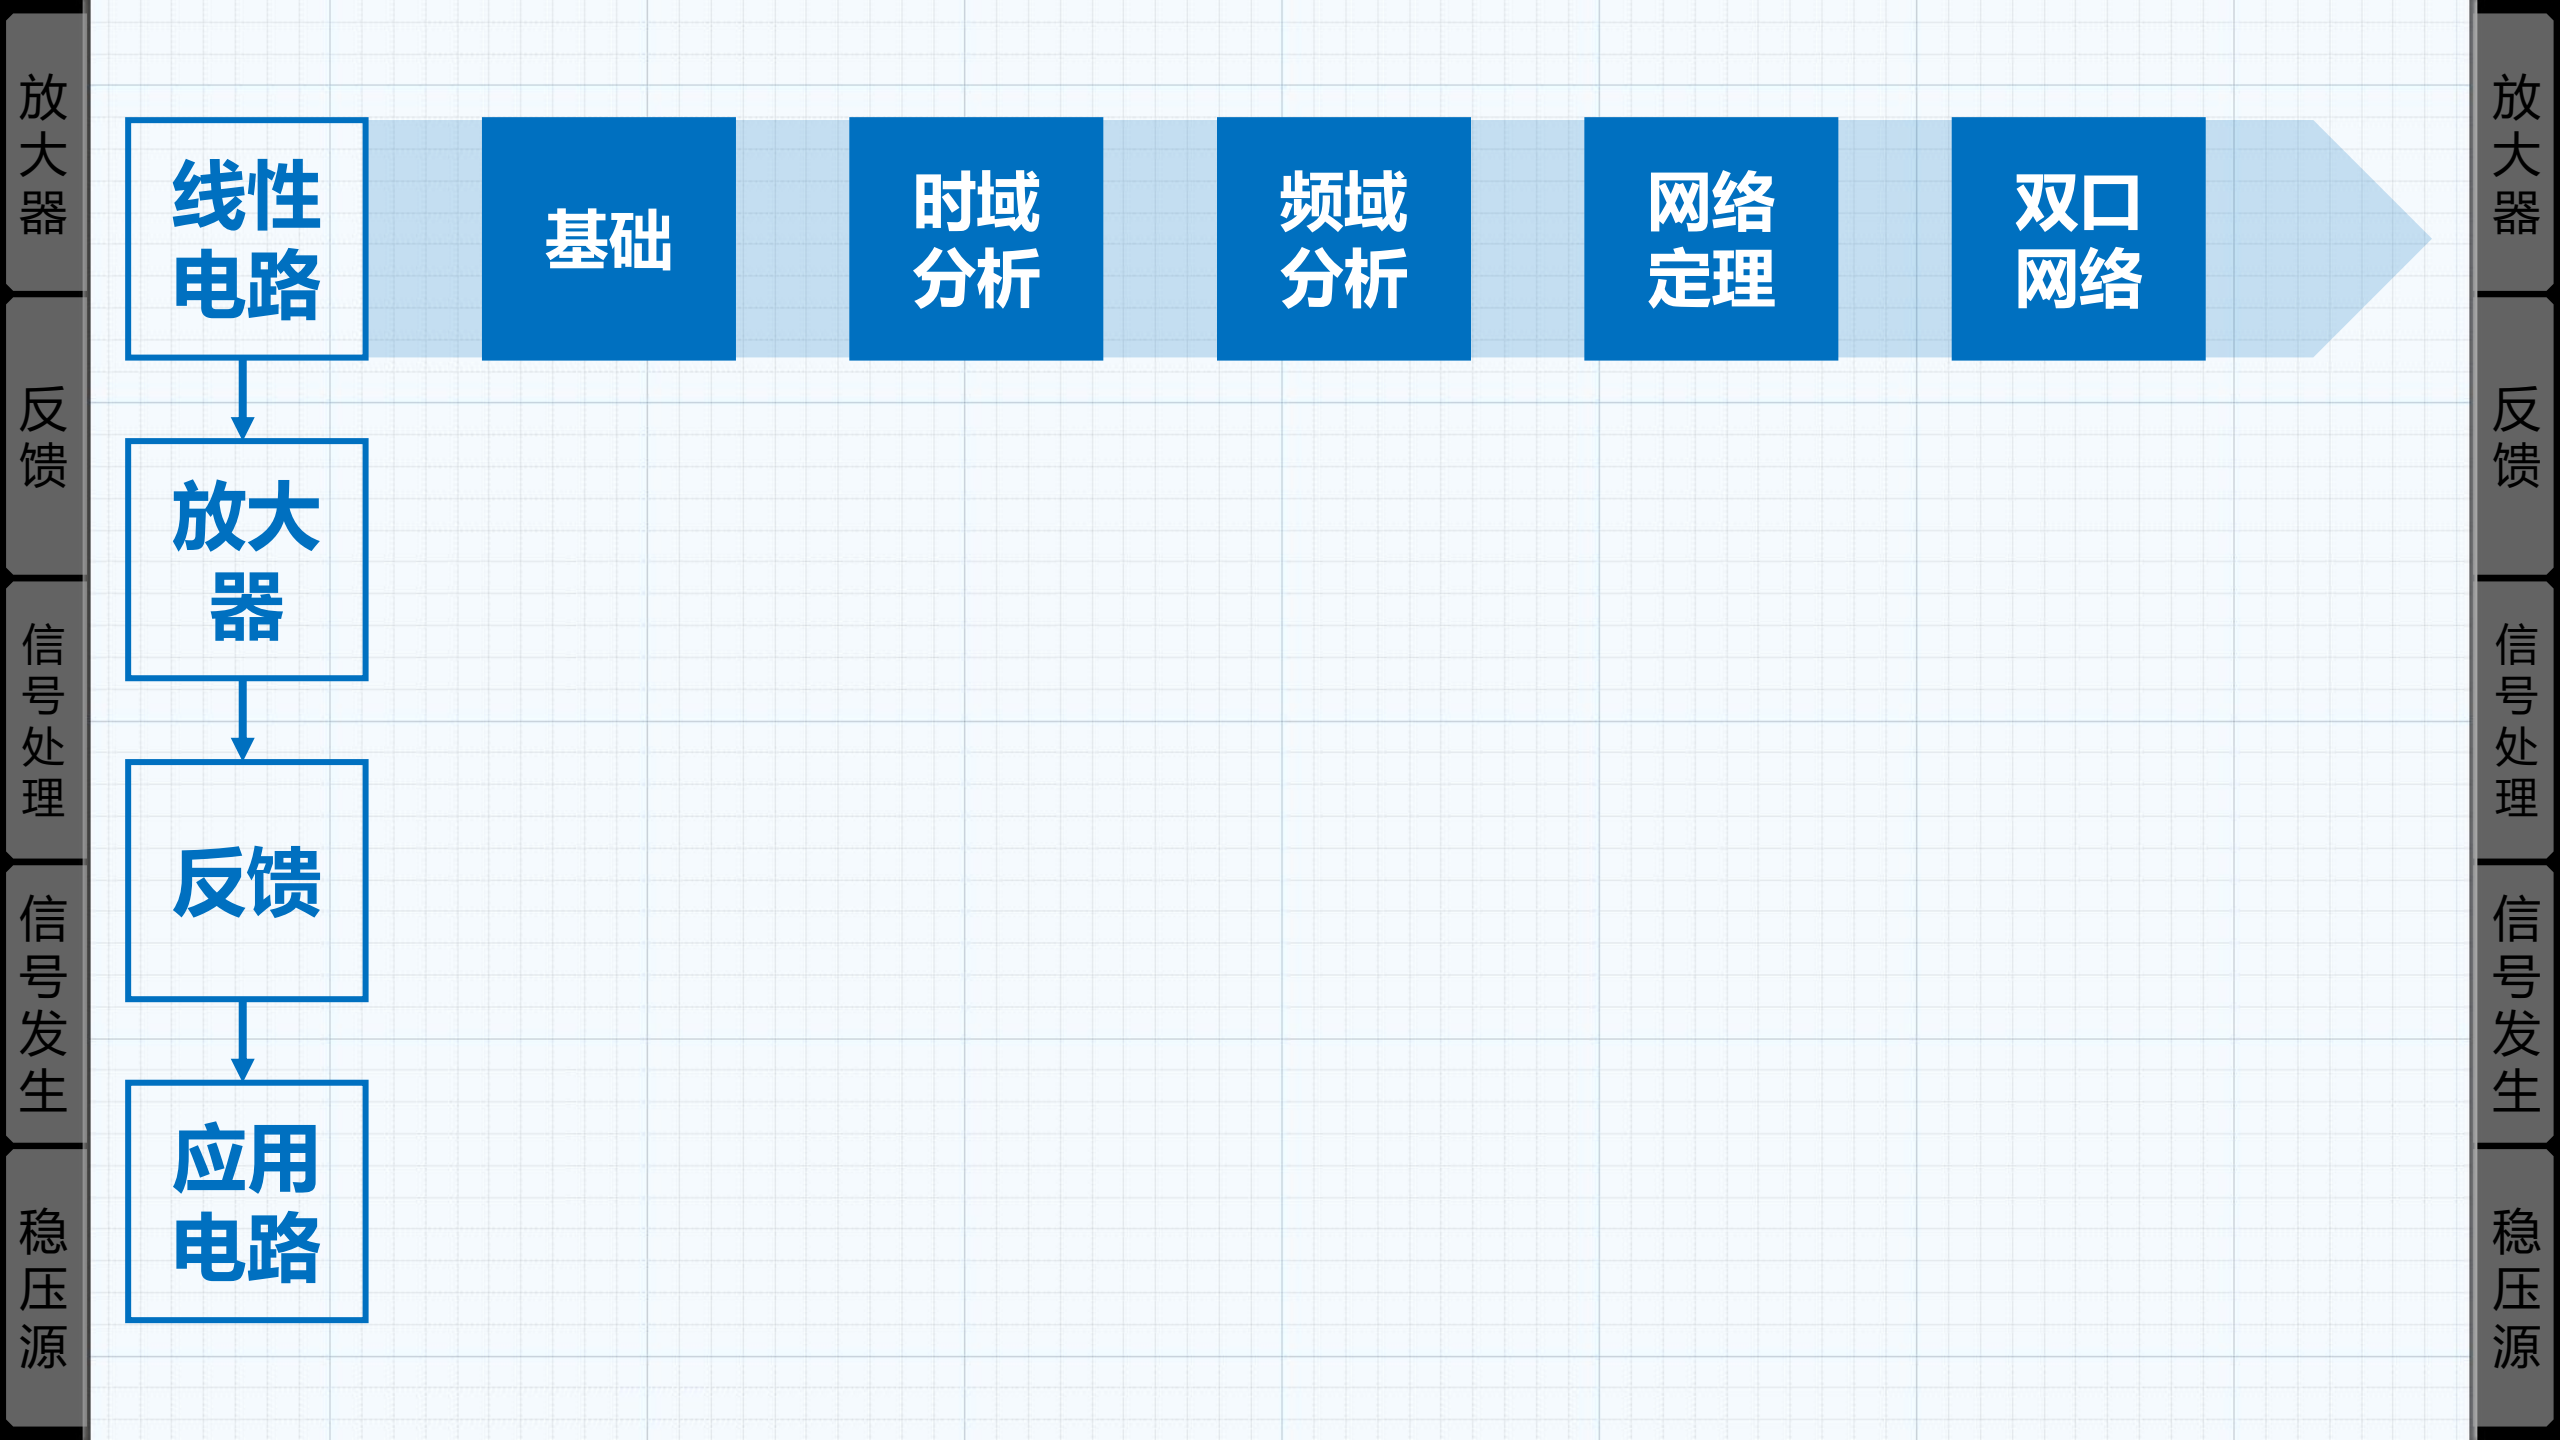 放
大
器
反
馈
信
号
处
理
信
号
发
生
稳
压
源
线性
电路
基础
时域
分析
频域
分析
网络
定理
双口
网络
放大
器
反馈
应用
电路
放
大
器
反
馈
信
号
处
理
信
号
发
生
稳
压
源